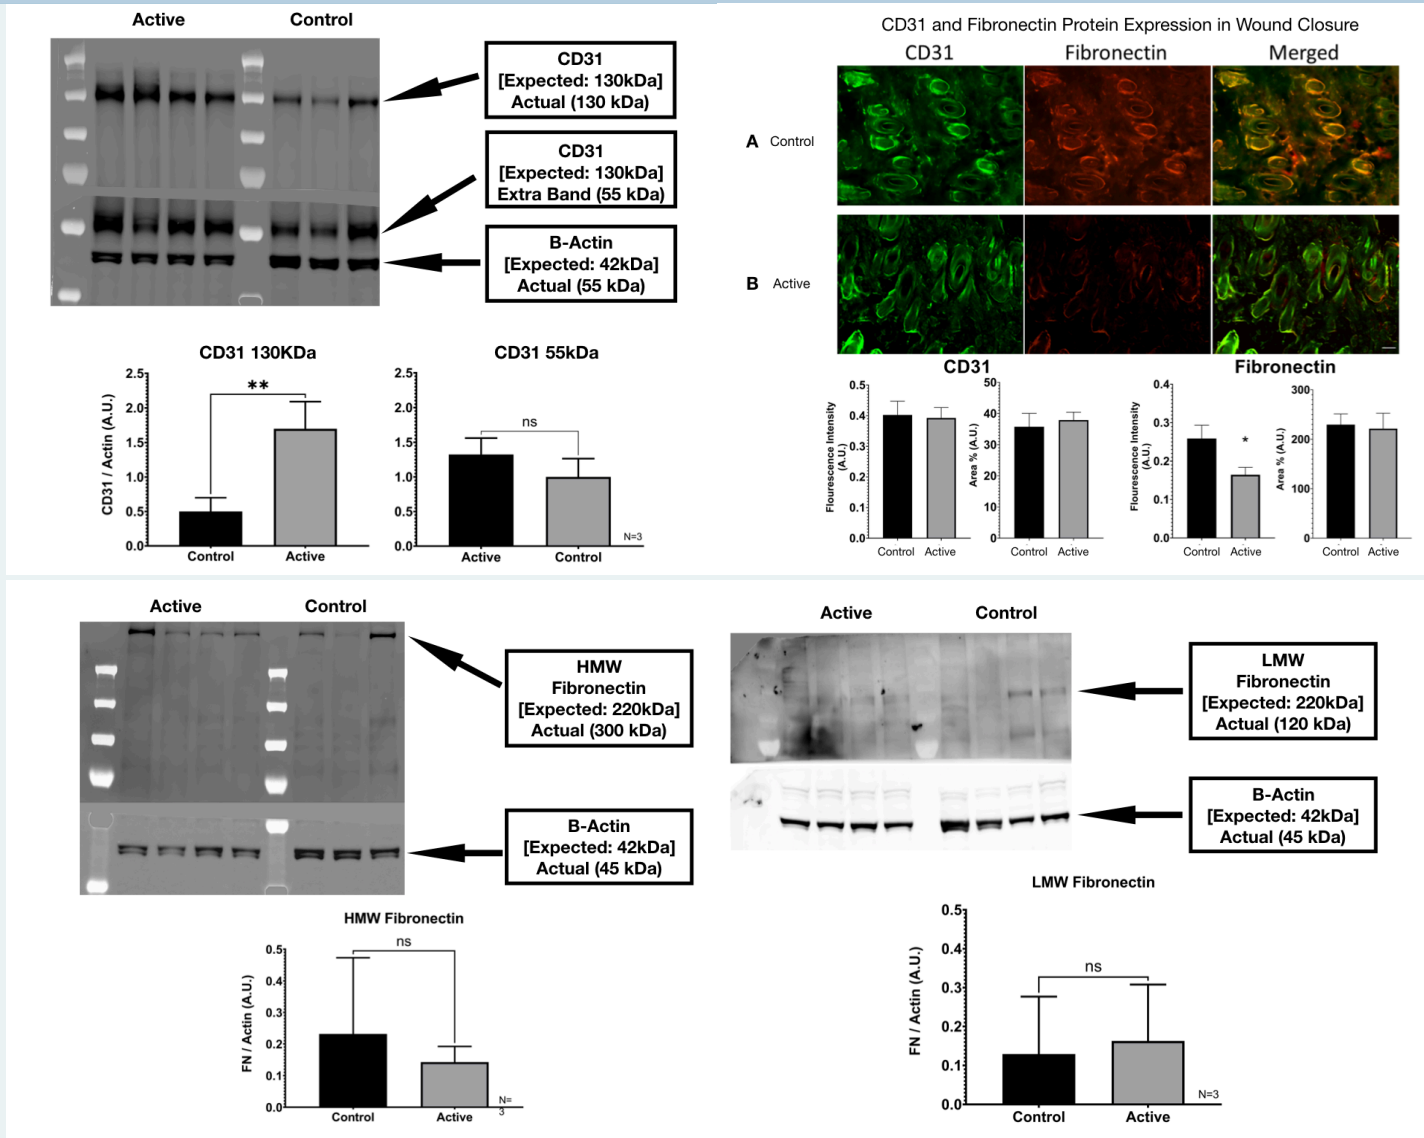 Active
Control
CD31
[Expected: 130kDa]
Actual (130 kDa)
CD31
[Expected: 130kDa]
Extra Band (55 kDa)
B-Actin
[Expected: 42kDa]
Actual (55 kDa)
CD31 130KDa
CD31 / Actin (A.U.)
2.5
2.0
1.5
1.0
0.5
0.0
**
Control
Active
CD31 55kDa
2.5
2.0
1.5
1.0
0.5
0.0
ns
Active
Control
N=3
CD31 and Fibronectin Protein Expression in Wound Closure
CD31
Fibronectin
Merged
A Control
B Active
CD31
Flourescence Intensity
(A.U.)
0.5
0.4
0.3
0.2
0.1
0.0
Control
Active
Area % (A.U.)
50
40
30
20
10
0
Control
Active
Fibronectin
Flourescence Intensity
(A.U.)
0.4
0.3
0.2
0.1
0.0
*
Control
Active
Area % (A.U.)
300
200
100
0
Control
Active
Active
Control
HMW
Fibronectin
[Expected: 220kDa]
Actual (300 kDa)
B-Actin
[Expected: 42kDa]
Actual (45 kDa)
HMW Fibronectin
FN / Actin (A.U.)
0.5
0.4
0.3
0.2
0.1
0.0
ns
Control
Active
N=
3
Active
Control
LMW
Fibronectin
[Expected: 220kDa]
Actual (120 kDa)
B-Actin
[Expected: 42kDa]
Actual (45 kDa)
LMW Fibronectin
FN / Actin (A.U.)
0.5
0.4
0.3
0.2
0.1
0.0
ns
Control
Active
N=3